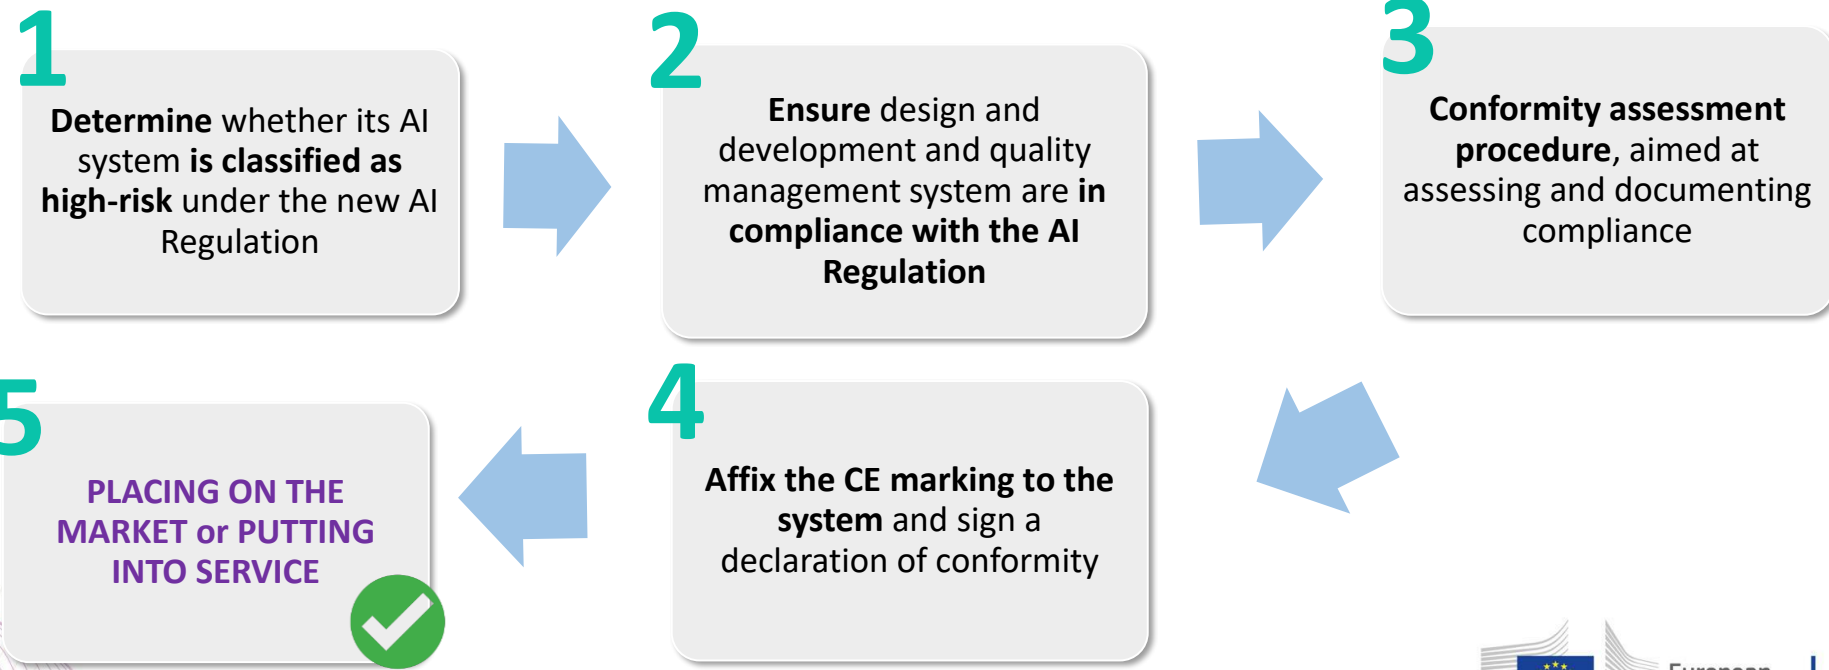 1
Determine whether its AI
system is classified as
high-risk under the new AI
Regulation
2
Ensure design and
development and quality
management system are in
compliance with the AI
Regulation
3
Conformity assessment
procedure, aimed at
assessing and documenting
compliance
4
Affix the CE marking to the
system and sign a
declaration of conformity
5
PLACING ON THE
MARKET or PUTTING
INTO SERVICE
European